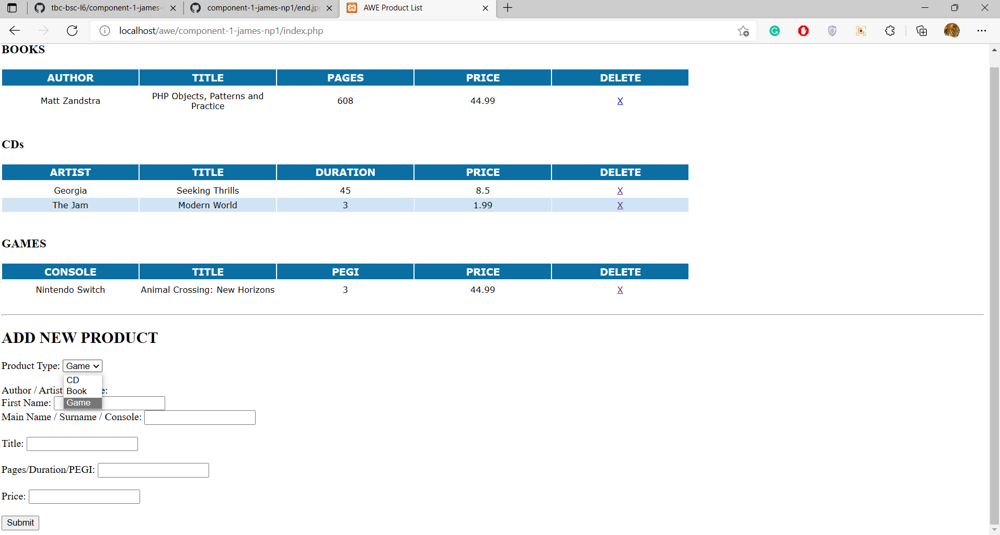 tbc-bsc-l6/component-1-james-
component-1-james-np1/end.jp
AWE Product List
localhost/awe/component-1-james-np1/index.php
BOOKS
AUTHOR TITLE PAGES PRICE DELETE
Matt Zandstra PHP Objects, Patterns and 608 44.99 X
Practice
CDs
ARTIST TITLE DURATION PRICE DELETE
Georgia Seeking Thrills 45 8.5 X
The Jam Modern World 3 1.99 X
GAMES
CONSOLE TITLE PEGI PRICE DELETE
Nintendo Switch Animal Crossing: New Horizons 3 44.99 X
ADD NEW PRODUCT
Product Type: Game
CD
Book
Game
Author / Artist e:
First Name:
Main Name / Surname / Console:
Title:
Pages/Duration/PEGI:
Price:
Submit